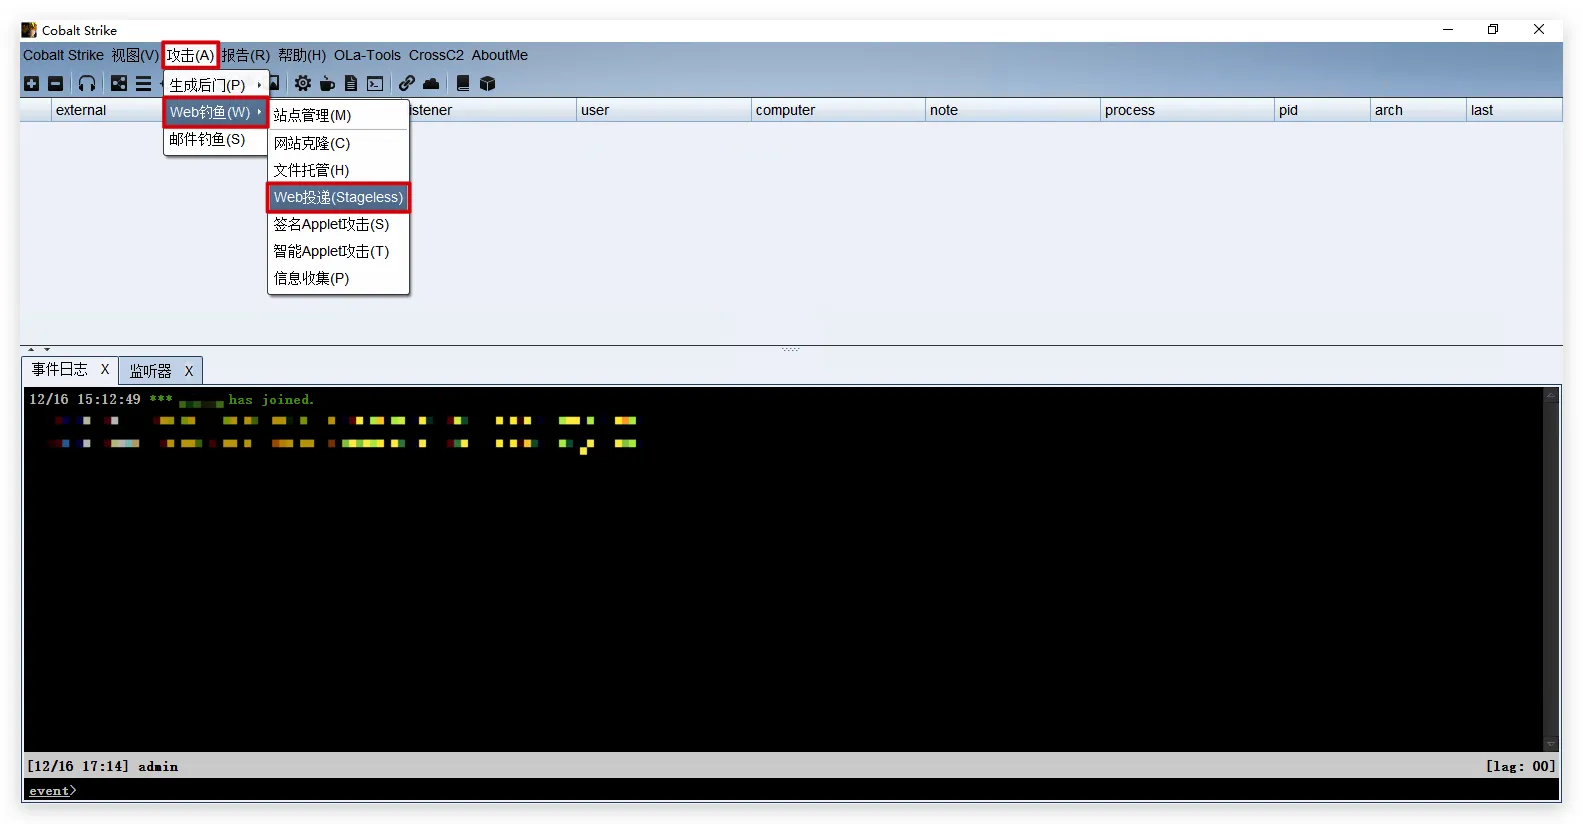 Cobalt Strike
Cobalt Strike 视图(V) 攻击(A) 报告(R) 帮助(H) OLa-Tools CrossC2 AboutMe
生成后门(P)
Web钓鱼(W)
邮件钓鱼(S)
站点管理(M)
网站克隆(C)
文件托管(H)
Web投递(Stageless)
签名Applet攻击(S)
智能Applet攻击(T)
信息收集(P)
external istener user computer note process pid arch last
事件日志 X 监听器 X
12/16 15:12:49 *** has joined.
[12/16 17:14] admin [lag: 00]
event>